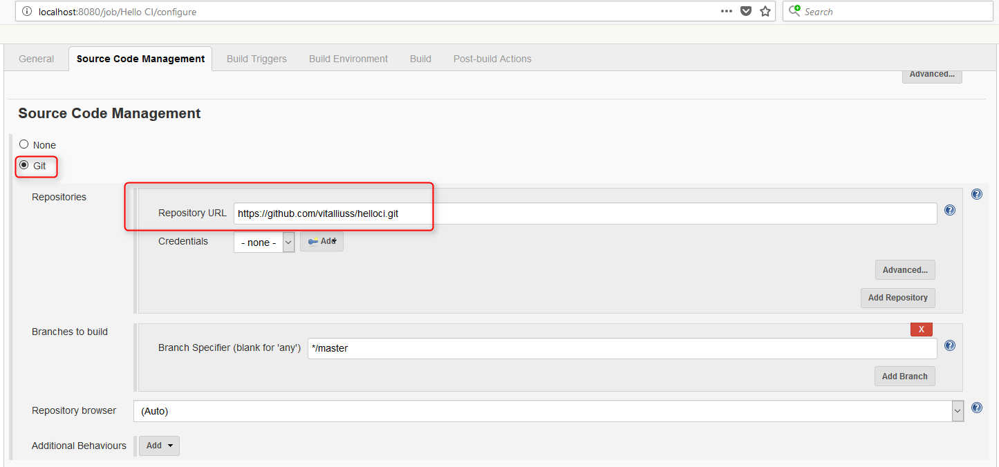 localhost:8080/job/Hello CI/configure
Search
General Source Code Management Build Triggers Build Environment Build Post-build Actions
Advanced...
Source Code Management
None
Git
Repositories
Repository URL https://github.com/vitalliuss/helloci.git
Credentials - none - Add
Advanced...
Add Repository
Branches to build
X
Branch Specifier (blank for 'any') */master
Add Branch
Repository browser (Auto)
Additional Behaviours Add